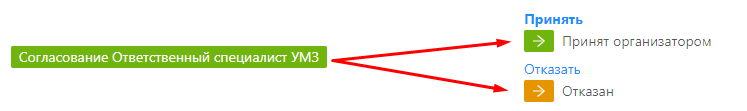 Принять
Согласование Ответственный специалист УМЗ
Принят организатором
Отказать
Отказан